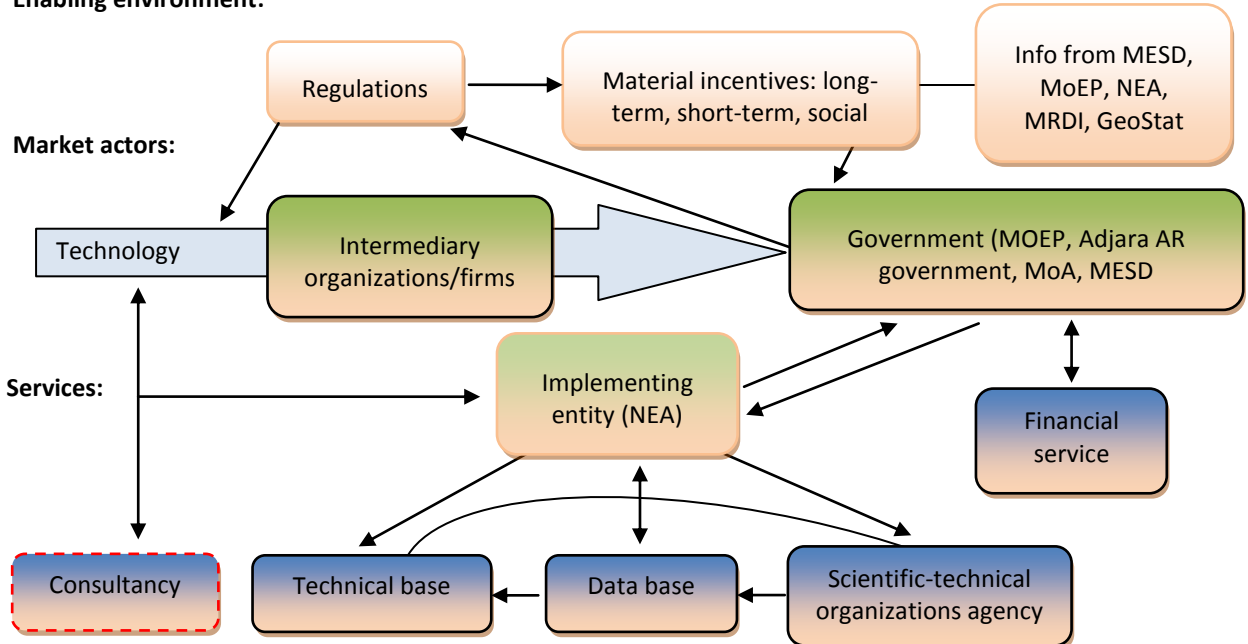 Enabling environment:
Regulations
Material incentives: long-
term, short-term, social
Info from MESD,
MoEP, NEA,
MRDI, GeoStat
Market actors:
Technology
Intermediary
organizations/firms
Government (MOEP, Adjara AR
government, MoA, MESD
Services:
Implementing
entity (NEA)
Financial
service
Consultancy
Technical base
Data base
Scientific-technical
organizations agency